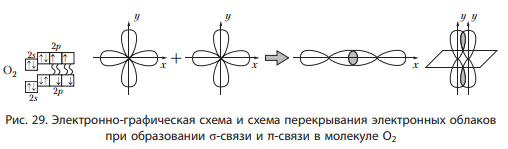 2p
2s
O₂
2s
2p
y
x
+
y
x
x
y
y
x
Рис. 29. Электронно-графическая схема и схема перекрывания электронных облаков
при образовании σ-связи и π-связи в молекуле O₂